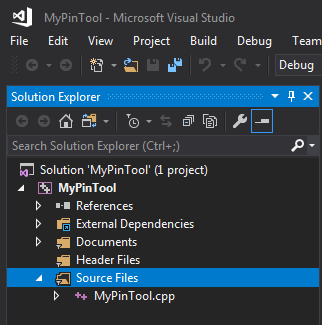 MyPinTool - Microsoft Visual Studio
File Edit View Project Build Debug Team
Debug
Solution Explorer
Search Solution Explorer (Ctrl+;)
Solution 'MyPinTool' (1 project)
MyPinTool
References
External Dependencies
Documents
Header Files
Source Files
MyPinTool.cpp